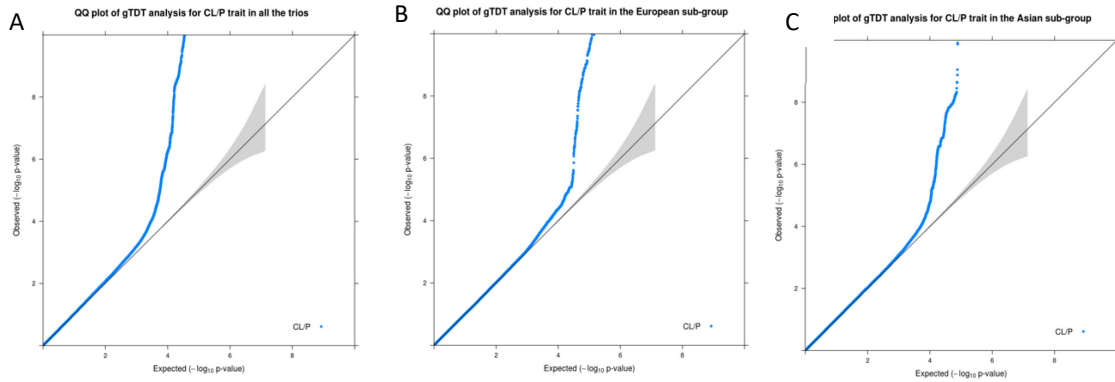 A
QQ plot of gTDT analysis for CL/P trait in all the trios
Observed (−log10 p-value)
8
6
4
2
CL/P
2
4
6
8
Expected (−log10 p-value)
B
QQ plot of gTDT analysis for CL/P trait in the European sub-group
Observed (−log10 p-value)
8
6
4
2
CL/P
2
4
6
8
Expected (−log10 p-value)
C
plot of gTDT analysis for CL/P trait in the Asian sub-group
Observed (−log10 p-value)
8
6
4
2
CL/P
2
4
6
8
Expected (−log10 p-value)